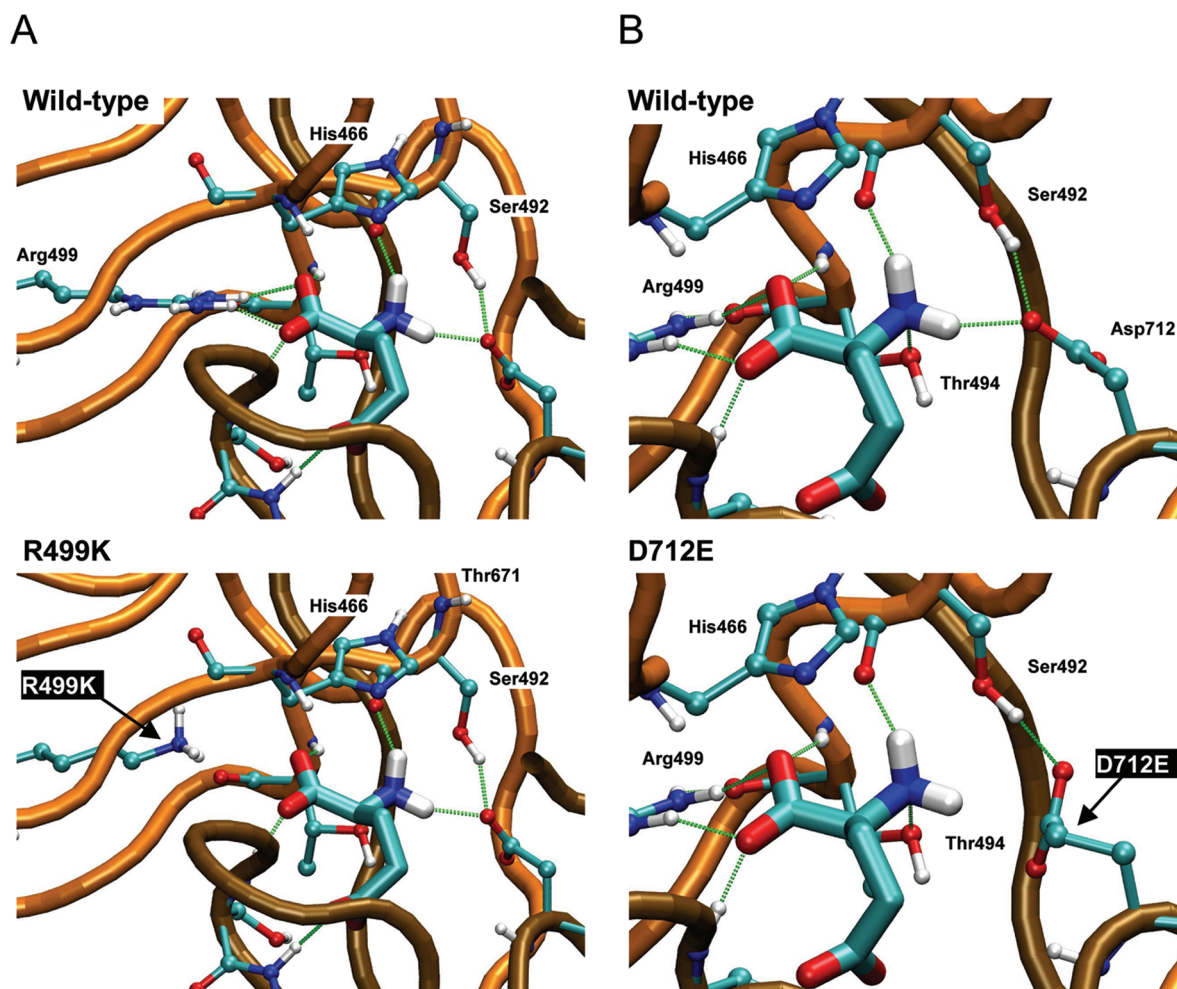 A
Wild-type
His466
Ser492
Arg499
R499K
Thr671
His466
R499K
Ser492
B
Wild-type
His466
Ser492
Arg499
Asp712
Thr494
D712E
His466
Ser492
Arg499
D712E
Thr494